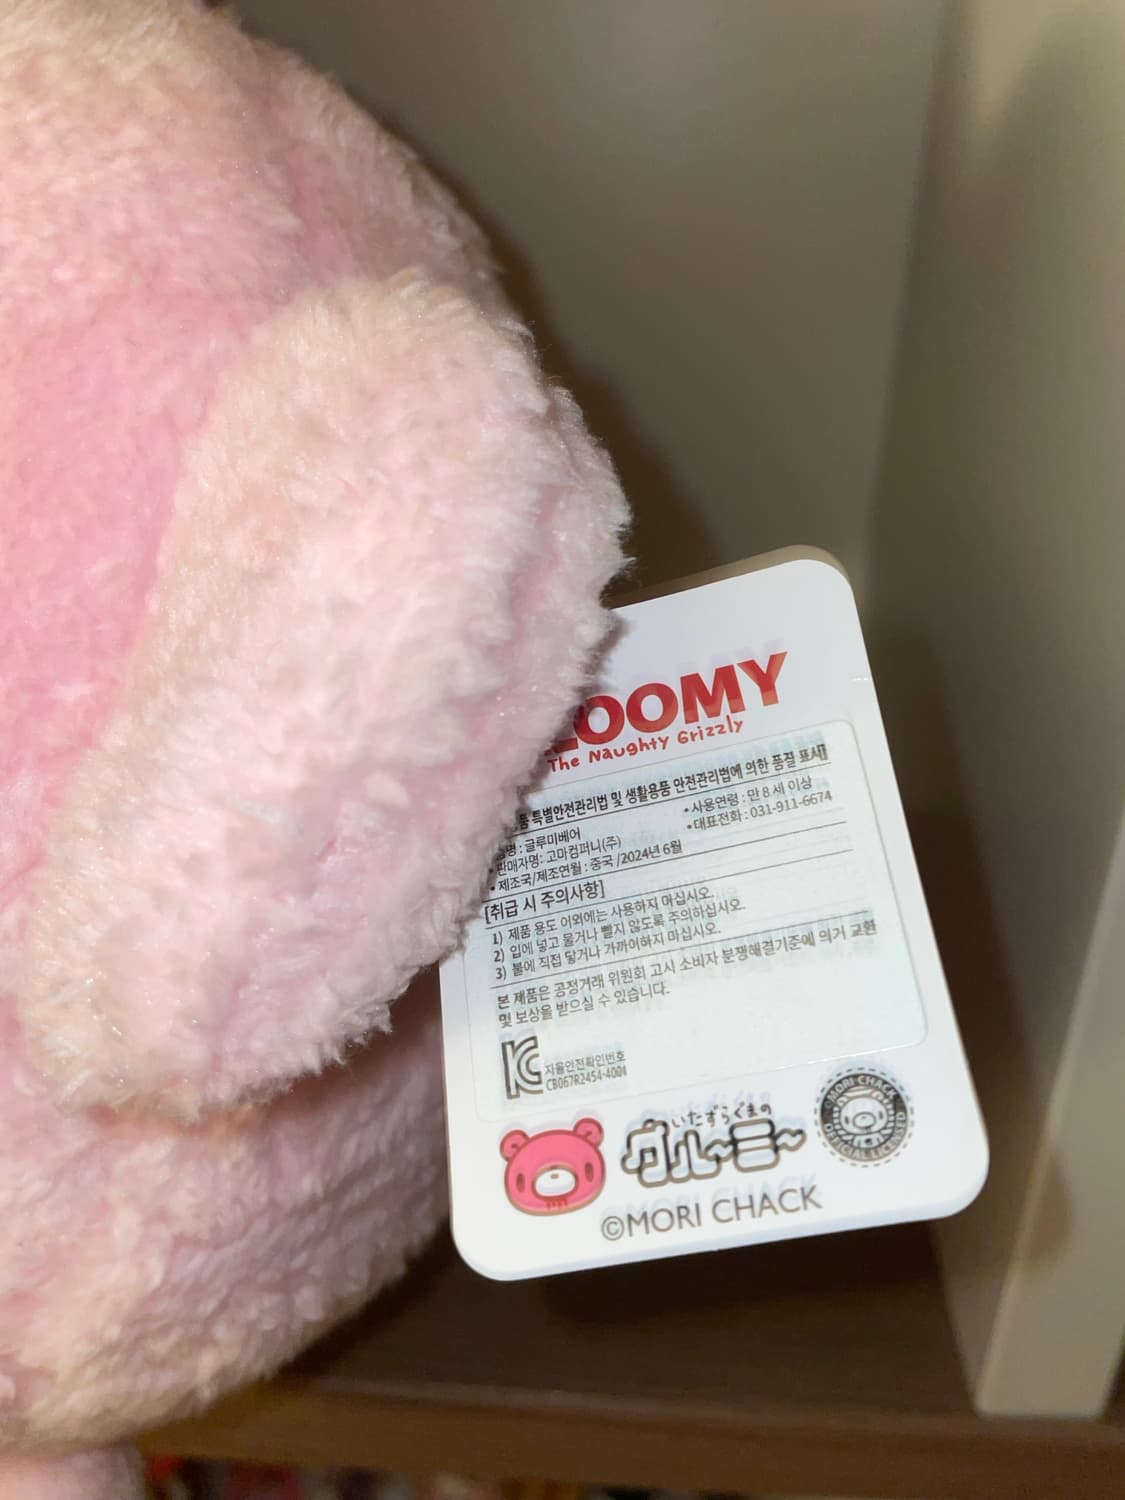 LOOMY
The Naughty Grizzly
품 특별안전관리법 및 생활용품 안전관리법에 의한 품질 표시]
명 : 글루미베어
• 사용연령 : 만 8 세 이상
• 판매자명: 고마컴퍼니(주)
• 대표전화 : 031-911-6674
• 제조국/제조연월 : 중국 /2024년 6월
[취급 시 주의사항]
1) 제품 용도 이외에는 사용하지 마십시오.
2) 입에 넣고 물거나 빨지 않도록 주의하십시오.
3) 불에 직접 닿거나 가까이하지 마십시오.
본 제품은 공정거래 위원회 고시 소비자 분쟁해결기준에 의거 교환
및 보상을 받으실 수 있습니다.
KC
자율안전확인번호
CB067R2454-4001
いたずらぐまの
グル〜ミ〜
MORI CHACK
OFFICIAL LICENSED
©MORI CHACK